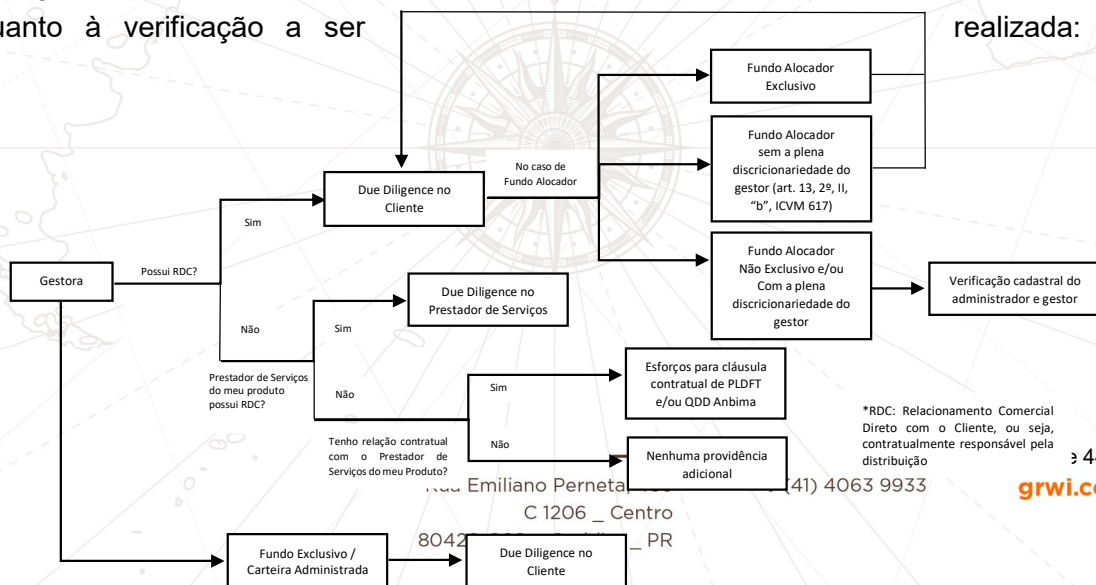 quanto à verificação a ser realizada:
Fundo Alocador
Exclusivo
No caso de
Fundo Alocador
Fundo Alocador
sem a plena
discricionariedade do
gestor (art. 13, 2º, II,
“b”, ICVM 617)
Due Diligence no
Cliente
Sim
Gestora
Possui RDC?
Fundo Alocador
Não Exclusivo e/ou
Com a plena
discricionariedade do
gestor
Verificação cadastral do
administrador e gestor
Due Diligence no
Prestador de Serviços
Não
Sim
Prestador de Serviços
do meu produto
possui RDC?
Não
Esforços para cláusula
contratual de PLDFT
e/ou QDD Anbima
Sim
*RDC: Relacionamento Comercial
Direto com o Cliente, ou seja,
contratualmente responsável pela
distribuição
Tenho relação contratual
com o Prestador de
Serviços do meu Produto?
Não
Nenhuma providência
adicional
Emiliano Perneta, (41) 4063 9933
grwi.co
C 1206 _ Centro
_ PR
Fundo Exclusivo /
Carteira Administrada
Due Diligence no
Cliente